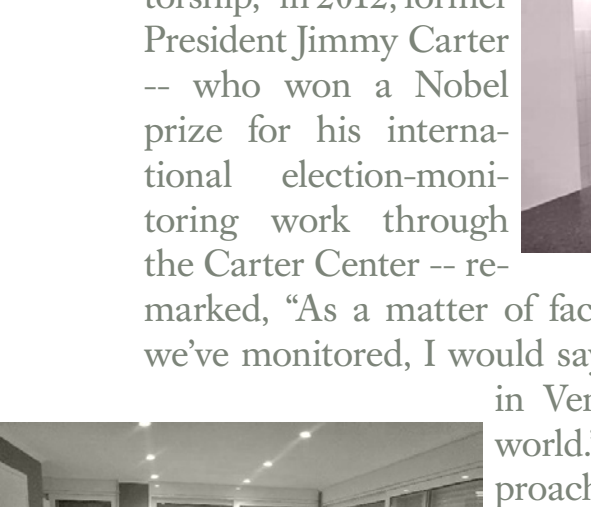 torship,” in 2012, former
President Jimmy Carter
-- who won a Nobel
prize for his interna-
tional election-moni-
toring work through
the Carter Center -- re-
marked, “As a matter of fac
we’ve monitored, I would say
in Ver
world.”
proach